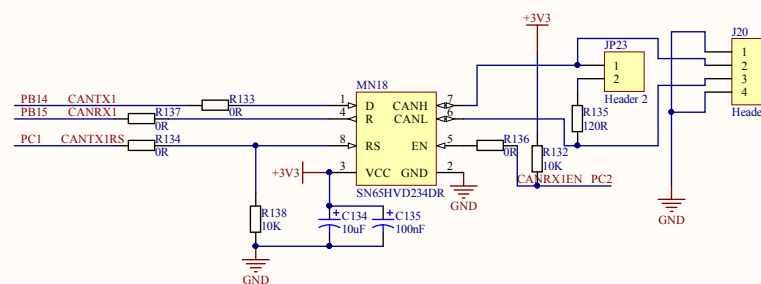 +3V3
J20
MN18
JP23
1
2
Header 2
1
2
3
4
Heade
PB14 CANTX1
R133
0R
1 D CANH 7
PB15 CANRX1
R137
0R
4 R CANL 6
R135
120R
PC1 CANTX1RS
R134
0R
8 RS EN 5
R136
0R
R132
10K
+3V3
3 VCC GND 2
SN65HVD234DR
CANRX1EN PC2
GND
GND
R138
10K
C134
10uF
C135
100nF
GND